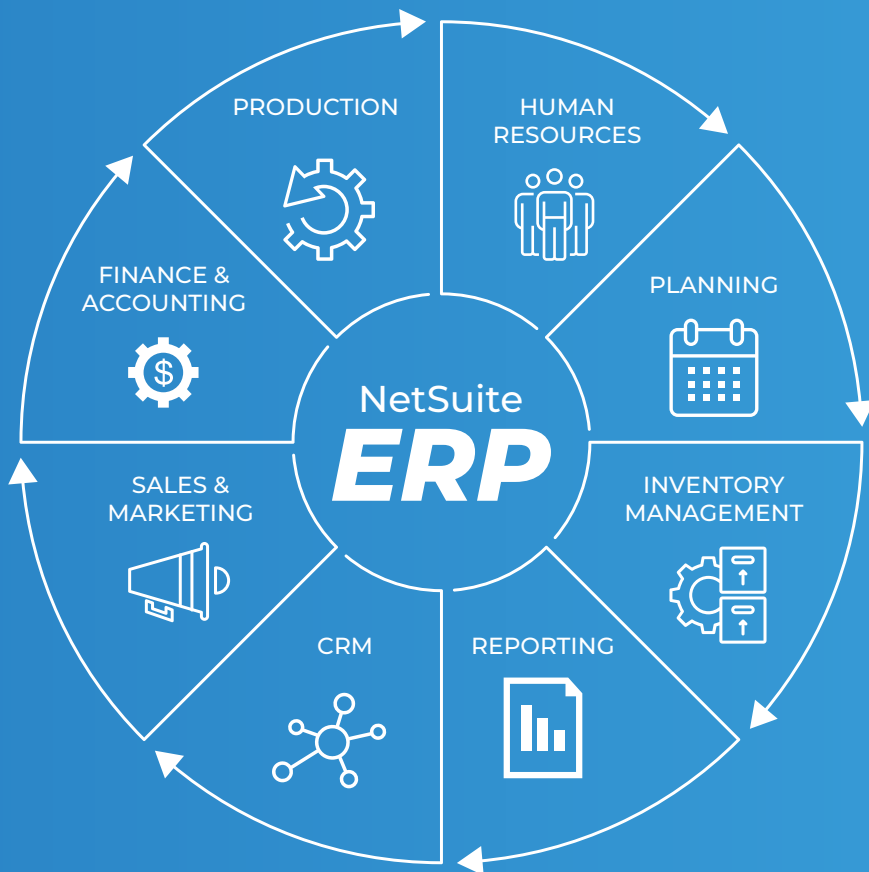 PRODUCTION
HUMAN
RESOURCES
FINANCE &
ACCOUNTING
PLANNING
$
NetSuite
ERP
SALES &
MARKETING
INVENTORY
MANAGEMENT
CRM
REPORTING